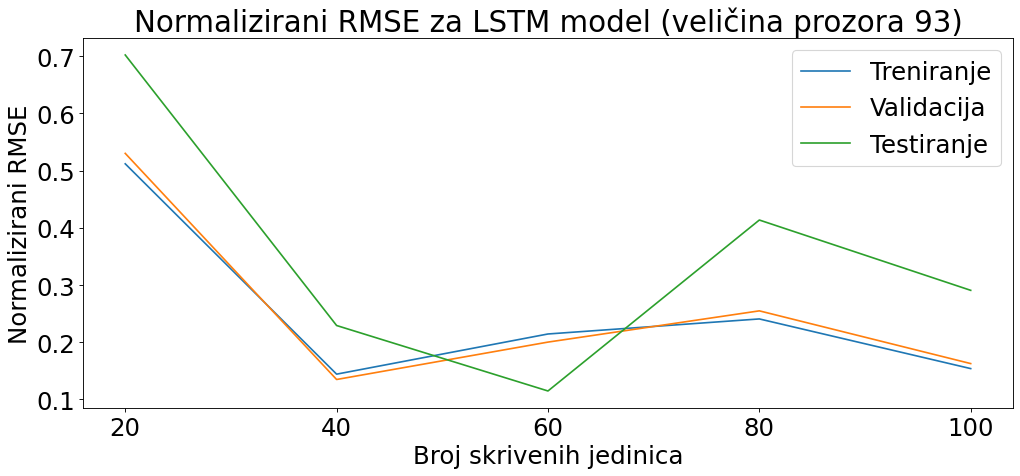 Normalizirani RMSE za LSTM model (veličina prozora 93)
Normalizirani RMSE
0.7
0.6
0.5
0.4
0.3
0.2
0.1
Treniranje
Validacija
Testiranje
20 40 60 80 100
Broj skrivenih jedinica